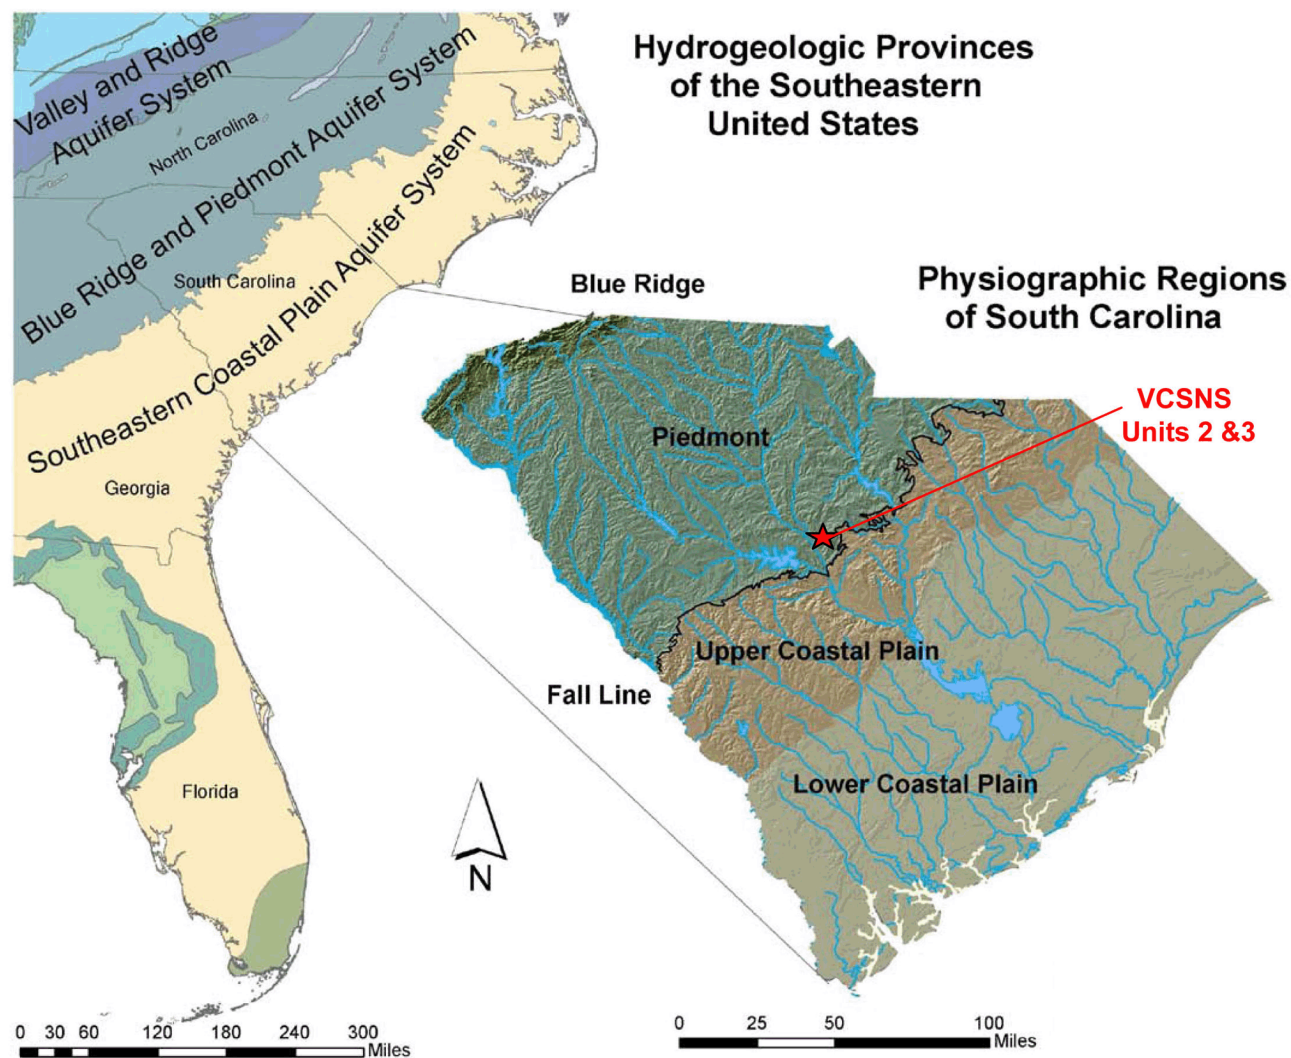 Hydrogeologic Provinces
of the Southeastern
United States
Valley and Ridge
Aquifer System
North Carolina
Blue Ridge and Piedmont Aquifer System
South Carolina
Southeastern Coastal Plain Aquifer System
Georgia
Florida
Physiographic Regions
of South Carolina
Blue Ridge
VCSNS
Units 2 &3
Piedmont
Upper Coastal Plain
Fall Line
Lower Coastal Plain
N
0 30 60 120 180 240 300
Miles
0 25 50 100
Miles